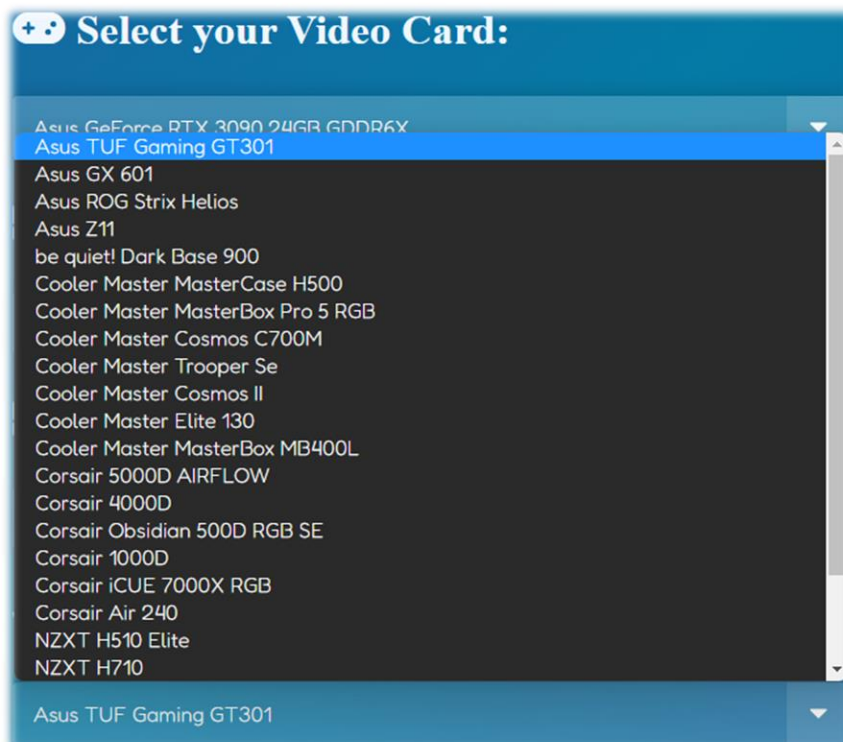 Select your Video Card:
Asus GeForce RTX 3090 24GB GDDR6X
Asus TUF Gaming GT301
Asus GX 601
Asus ROG Strix Helios
Asus Z11
be quiet! Dark Base 900
Cooler Master MasterCase H500
Cooler Master MasterBox Pro 5 RGB
Cooler Master Cosmos C700M
Cooler Master Trooper Se
Cooler Master Cosmos II
Cooler Master Elite 130
Cooler Master MasterBox MB400L
Corsair 5000D AIRFLOW
Corsair 4000D
Corsair Obsidian 500D RGB SE
Corsair 1000D
Corsair iCUE 7000X RGB
Corsair Air 240
NZXT H510 Elite
NZXT H710
Asus TUF Gaming GT301